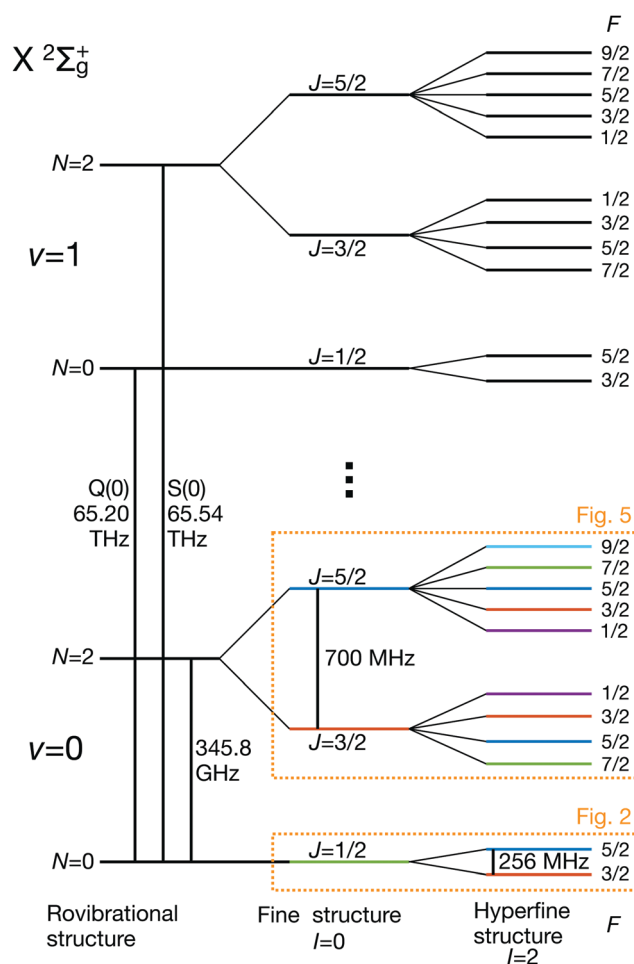 F
X ²Σg⁺
9/2
7/2
5/2
3/2
1/2
J=5/2
N=2
1/2
3/2
5/2
7/2
J=3/2
v=1
N=0
J=1/2
5/2
3/2
Q(0)
65.20
THz
S(0)
65.54
THz
Fig. 5
9/2
7/2
5/2
3/2
1/2
J=5/2
700 MHz
N=2
1/2
3/2
5/2
7/2
J=3/2
v=0
345.8
GHz
Fig. 2
N=0
J=1/2
5/2
256 MHz
3/2
Rovibrational
structure
Fine structure
I=0
Hyperfine
structure
I=2
F